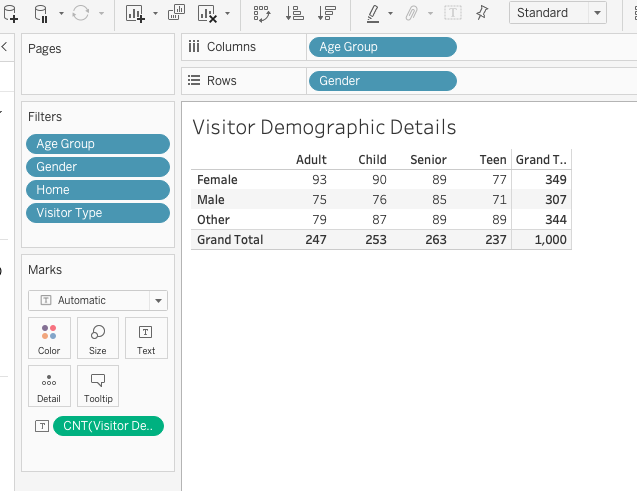 Standard
Pages
Columns
Age Group
Rows
Gender
Filters
Age Group
Gender
Home
Visitor Type
Visitor Demographic Details
Adult Child Senior Teen Grand T..
Female 93 90 89 77 349
Male 75 76 85 71 307
Other 79 87 89 89 344
Grand Total 247 253 263 237 1,000
Marks
T Automatic
Color Size Text
Detail Tooltip
T CNT(Visitor De..